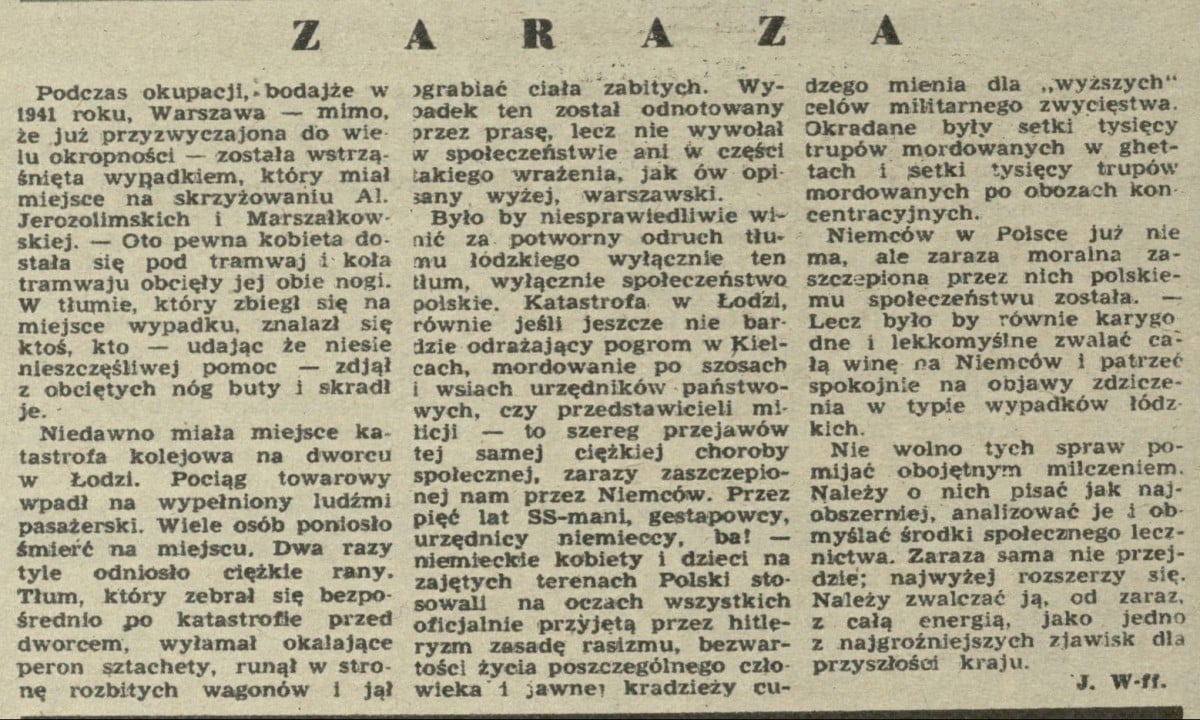 ZARAZA
Podczas okupacji, bodajże w
1941 roku, Warszawa — mimo,
że już przyzwyczajona do wie-
lu okropności — została wstrzą-
śnięta wypadkiem, który miał
miejsce na skrzyżowaniu Al.
Jerozolimskich i Marszałkow-
skiej. — Oto pewna kobieta do-
stała się pod tramwaj i koła
tramwaju obcięły jej obie nogi.
W tłumie, który zbiegł się na
miejsce wypadku, znalazł się
ktoś, kto — udając że niesie
nieszczęśliwej pomoc — zdjął
z obciętych nóg buty i skradł
je.
Niedawno miała miejsce ka-
tastrofa kolejowa na dworcu
w Łodzi. Pociąg towarowy
wpadł na wypełniony ludźmi
pasażerski. Wiele osób poniosło
śmierć na miejscu. Dwa razy
tyle odniosło ciężkie rany.
Tłum, który zebrał się bezpo-
średnio po katastrofie przed
dworcem, wyłamał okalające
peron sztachety, runął w stro-
nę rozbitych wagonów i jął
ograbiać ciała zabitych. Wy-
padek ten został odnotowany
przez prasę, lecz nie wywołał
w społeczeństwie ani w części
takiego wrażenia, jak ów opi-
sany wyżej, warszawski.
Było by niesprawiedliwie wi-
nić za potworny odruch tłu-
mu łódzkiego wyłącznie ten
tłum, wyłącznie społeczeństwo
polskie. Katastrofa w Łodzi,
równie jeśli jeszcze nie bar-
dzie odrażający pogrom w Kiel-
cach, mordowanie po szosach
i wsiach urzędników państwo-
wych, czy przedstawicieli mi-
licji — to szereg przejawów
tej samej ciężkiej choroby
społecznej, zarazy zaszczepio-
nej nam przez Niemców. Przez
pięć lat SS-mani, gestapowcy,
urzędnicy niemieccy, ba! —
niemieckie kobiety i dzieci na
zajętych terenach Polski sto-
sowali na oczach wszystkich
oficjalnie przyjętą przez hitle-
ryzm zasadę rasizmu, bezwar-
tości życia poszczególnego czło-
wieka i jawnej kradzieży cu-
dzego mienia dla „wyższych"
celów militarnego zwycięstwa.
Okradane były setki tysięcy
trupów mordowanych w ghet-
tach i setki tysięcy trupów
mordowanych po obozach kon-
centracyjnych.
Niemców w Polsce już nie
ma, ale zaraza moralna za-
szczepiona przez nich polskie-
mu społeczeństwu została. —
Lecz było by równie karygo
dne i lekkomyślne zwalać ca-
łą winę na Niemców i patrzeć
spokojnie na objawy zdzicze-
nia w typie wypadków łódz-
kich.
Nie wolno tych spraw po-
mijać obojętnym milczeniem.
Należy o nich pisać jak naj-
obszerniej, analizować je i ob-
myślać środki społecznego lecz-
nictwa. Zaraza sama nie przej-
dzie; najwyżej rozszerzy się.
Należy zwalczać ją, od zaraz,
z całą energią, jako jedno
z najgroźniejszych zjawisk dla
przyszłości kraju.
J. W-ff.